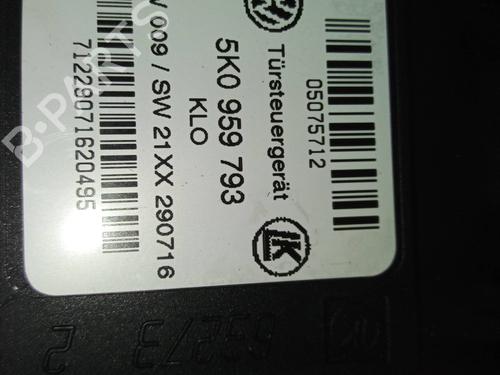 05075712
Türsteuergerät
5K0 959 793
KLO
009 / SW 21XX 290716
71229071620495
B-PARTS